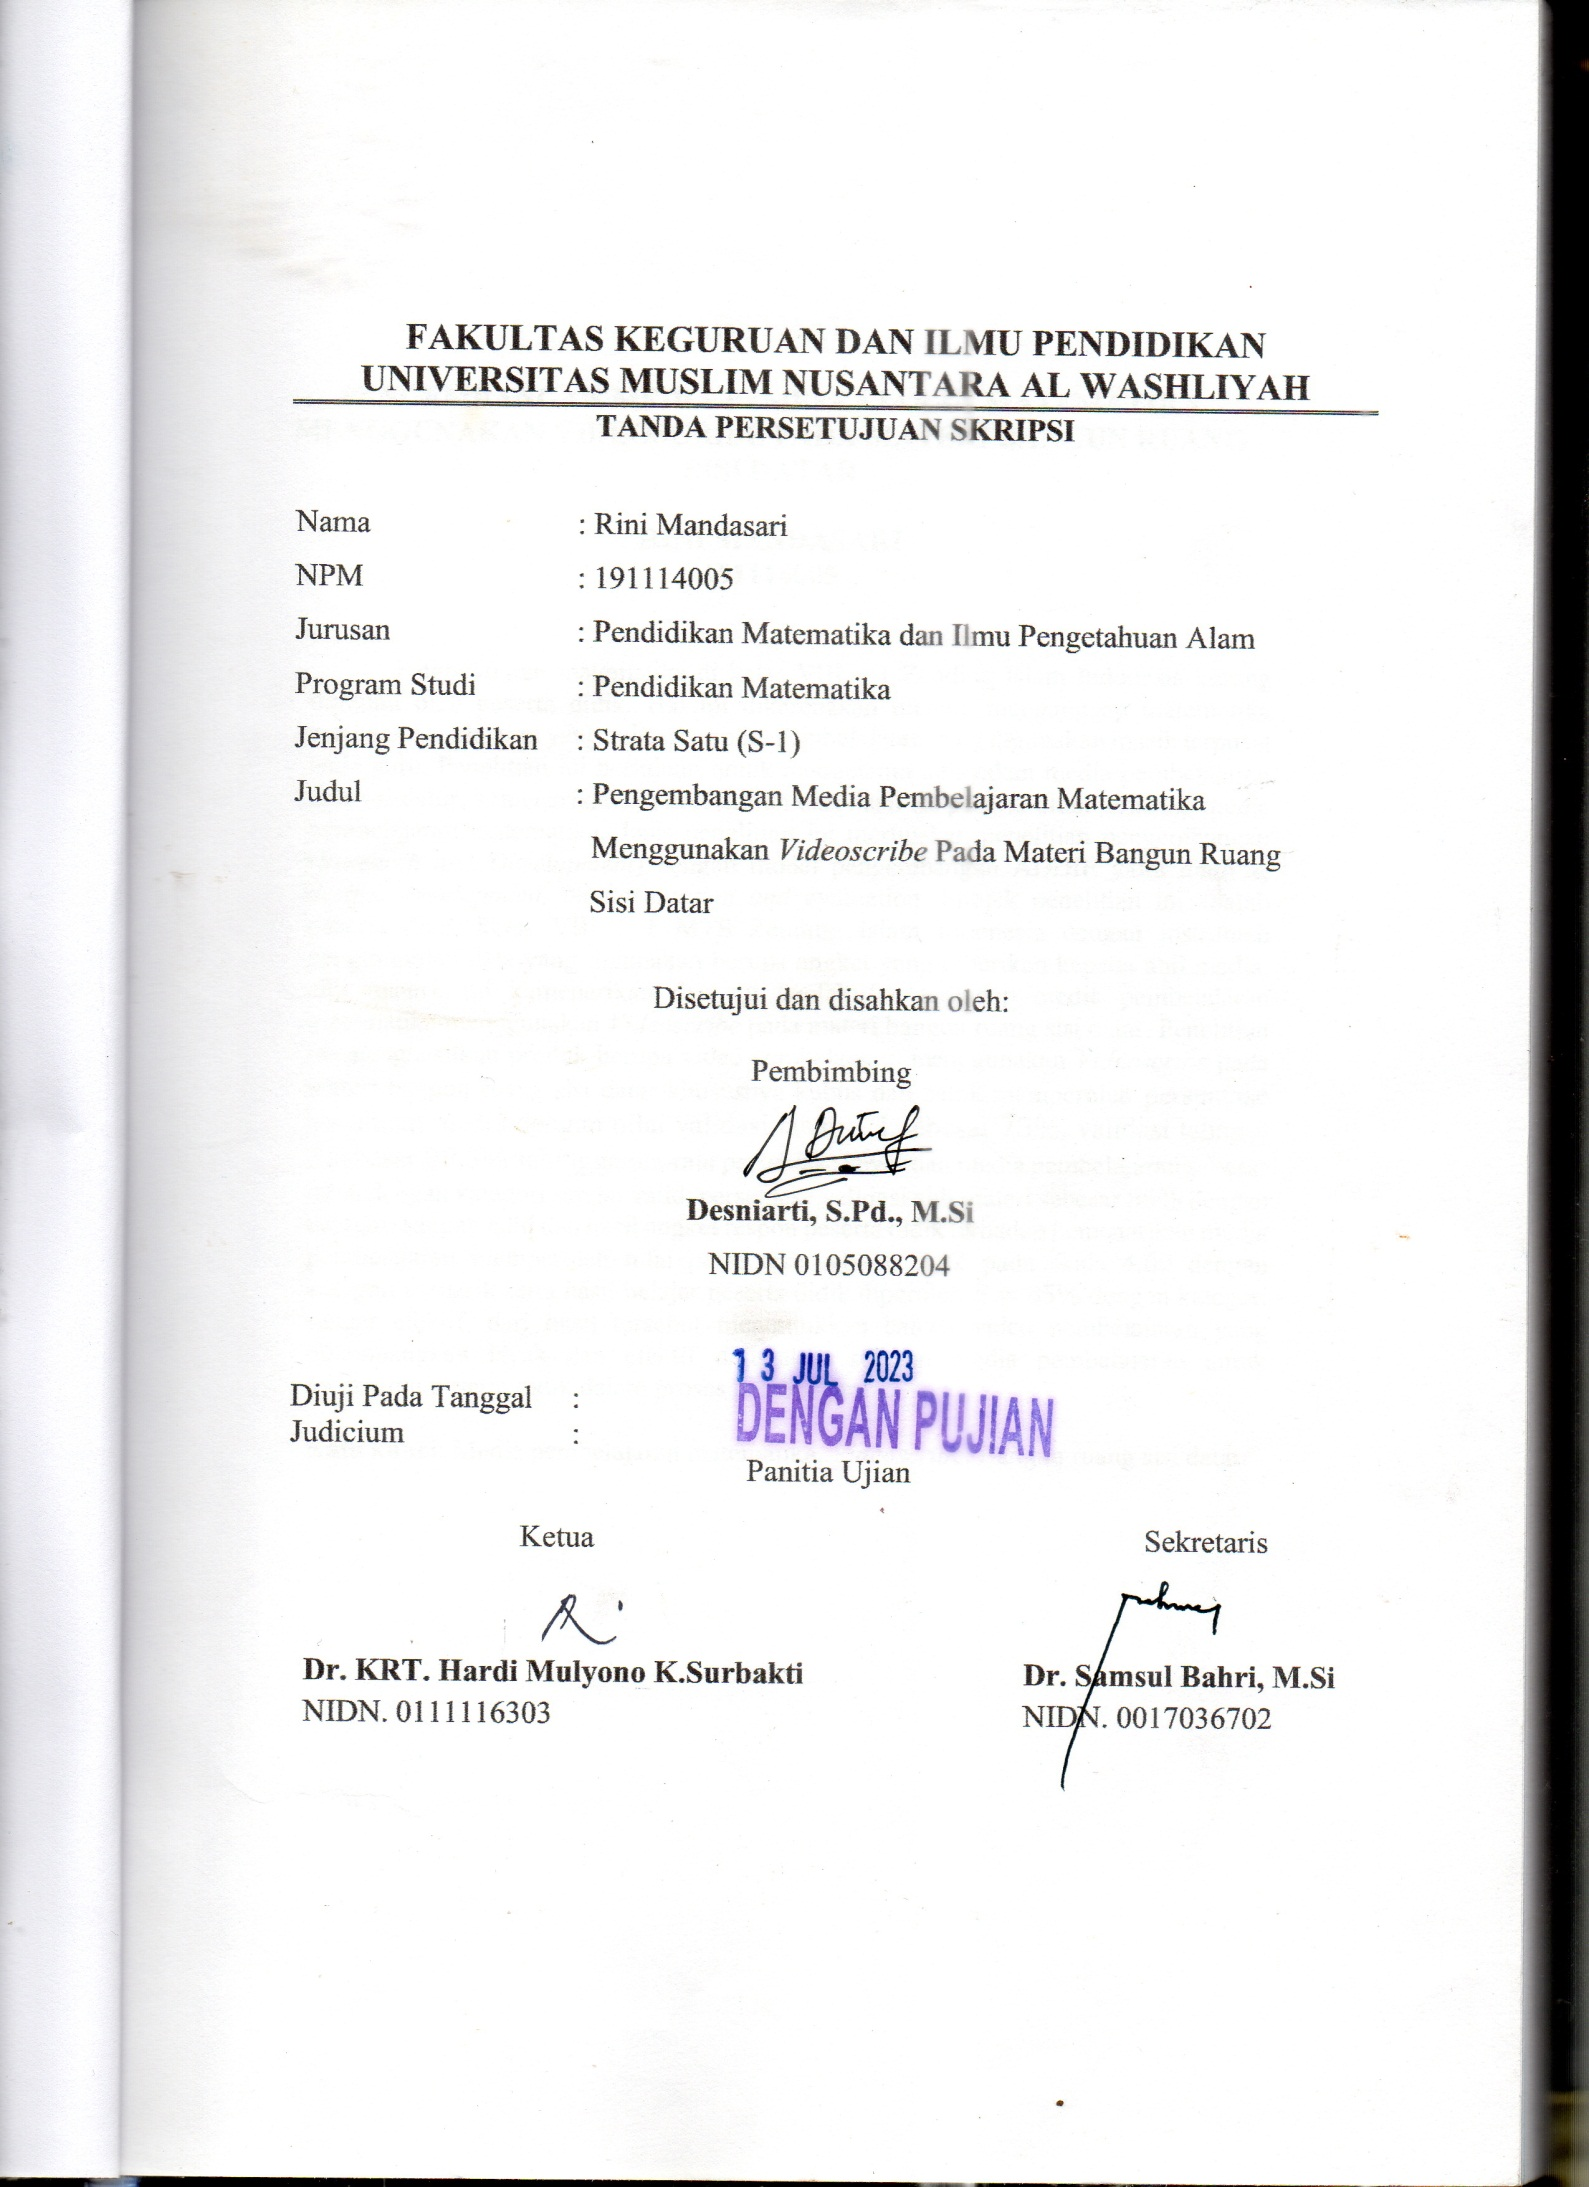 FAKULTAS KEGURUAN DAN ILMU PENDIDIKAN
UNIVERSITAS MUSLIM NUSANTARA AL WASHLIYAH
TANDA PERSETUJUAN SKRIPSI
Nama : Rini Mandasari
NPM : 191114005
Jurusan : Pendidikan Matematika dan Ilmu Pengetahuan Alam
Program Studi : Pendidikan Matematika
Jenjang Pendidikan : Strata Satu (S-1)
Judul : Pengembangan Media Pembelajaran Matematika
Menggunakan Videoscribe Pada Materi Bangun Ruang
Sisi Datar
Disetujui dan disahkan oleh:
Pembimbing
Desniarti, S.Pd., M.Si
NIDN 0105088204
Diuji Pada Tanggal : 13 JUL 2023
Judicium : DENGAN PUJIAN
Panitia Ujian
Ketua Sekretaris
Dr. KRT. Hardi Mulyono K.Surbakti Dr. Samsul Bahri, M.Si
NIDN. 0111116303 NIDN. 0017036702